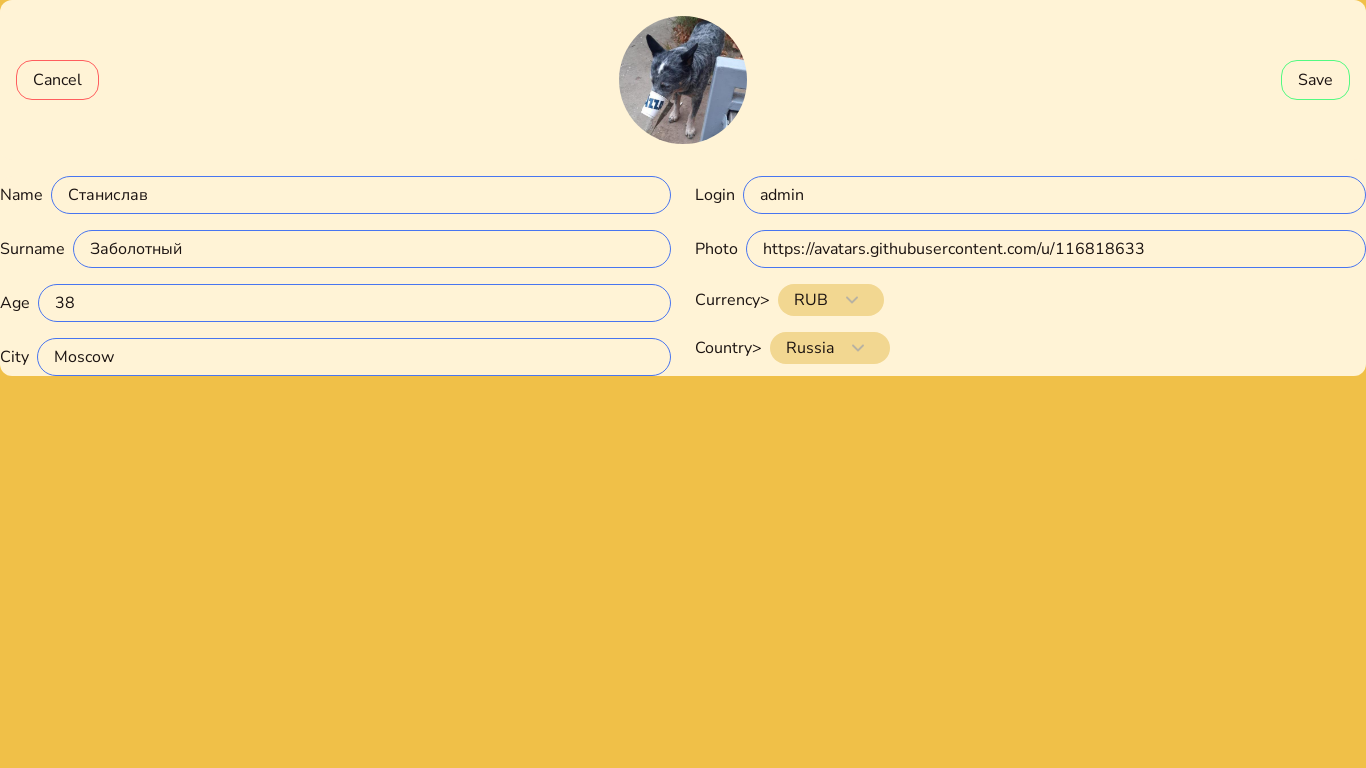 Cancel
Save
Name Станислав
Surname Заболотный
Age 38
City Moscow
Login admin
Photo https://avatars.githubusercontent.com/u/116818633
Currency> RUB
Country> Russia